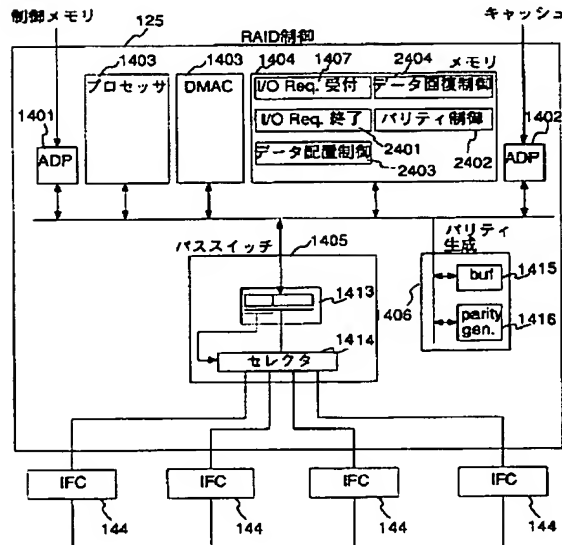 制御メモリ
キャッシュ
125
RAID制御
1403
1403
1404
1407
2404
メモリ
プロセッサ
DMAC
I/O Req. 受付
データ回復制御
1401
1402
I/O Req. 終了
パリティ制御
ADP
2401
2402
ADP
データ配置制御
2403
パススイッチ
1405
パリティ
生成
buf
1415
1413
1406
parity
gen.
1416
1414
セレクタ
IFC
IFC
IFC
IFC
144
144
144
144